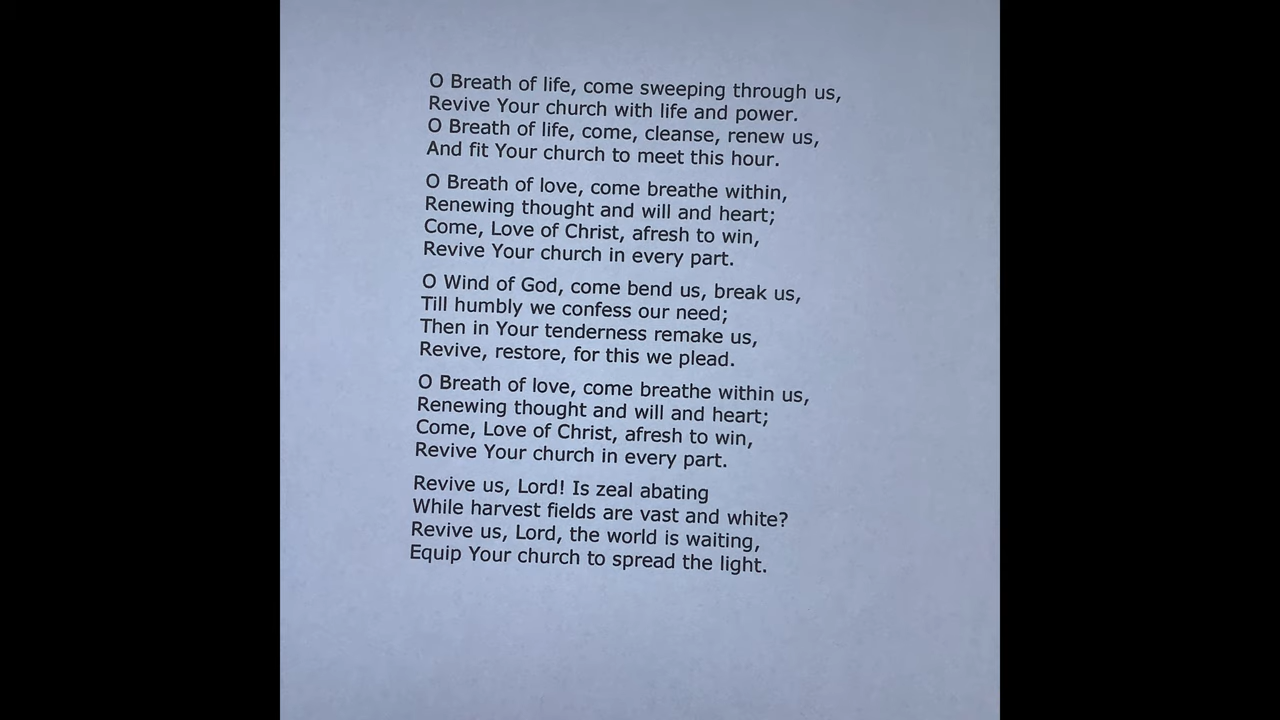 O Breath of life, come sweeping through us,
Revive Your church with life and power.
O Breath of life, come, cleanse, renew us,
And fit Your church to meet this hour.
O Breath of love, come breathe within,
Renewing thought and will and heart;
Come, Love of Christ, afresh to win,
Revive Your church in every part.
O Wind of God, come bend us, break us,
Till humbly we confess our need;
Then in Your tenderness remake us,
Revive, restore, for this we plead.
O Breath of love, come breathe within us,
Renewing thought and will and heart;
Come, Love of Christ, afresh to win,
Revive Your church in every part.
Revive us, Lord! Is zeal abating
While harvest fields are vast and white?
Revive us, Lord, the world is waiting,
Equip Your church to spread the light.